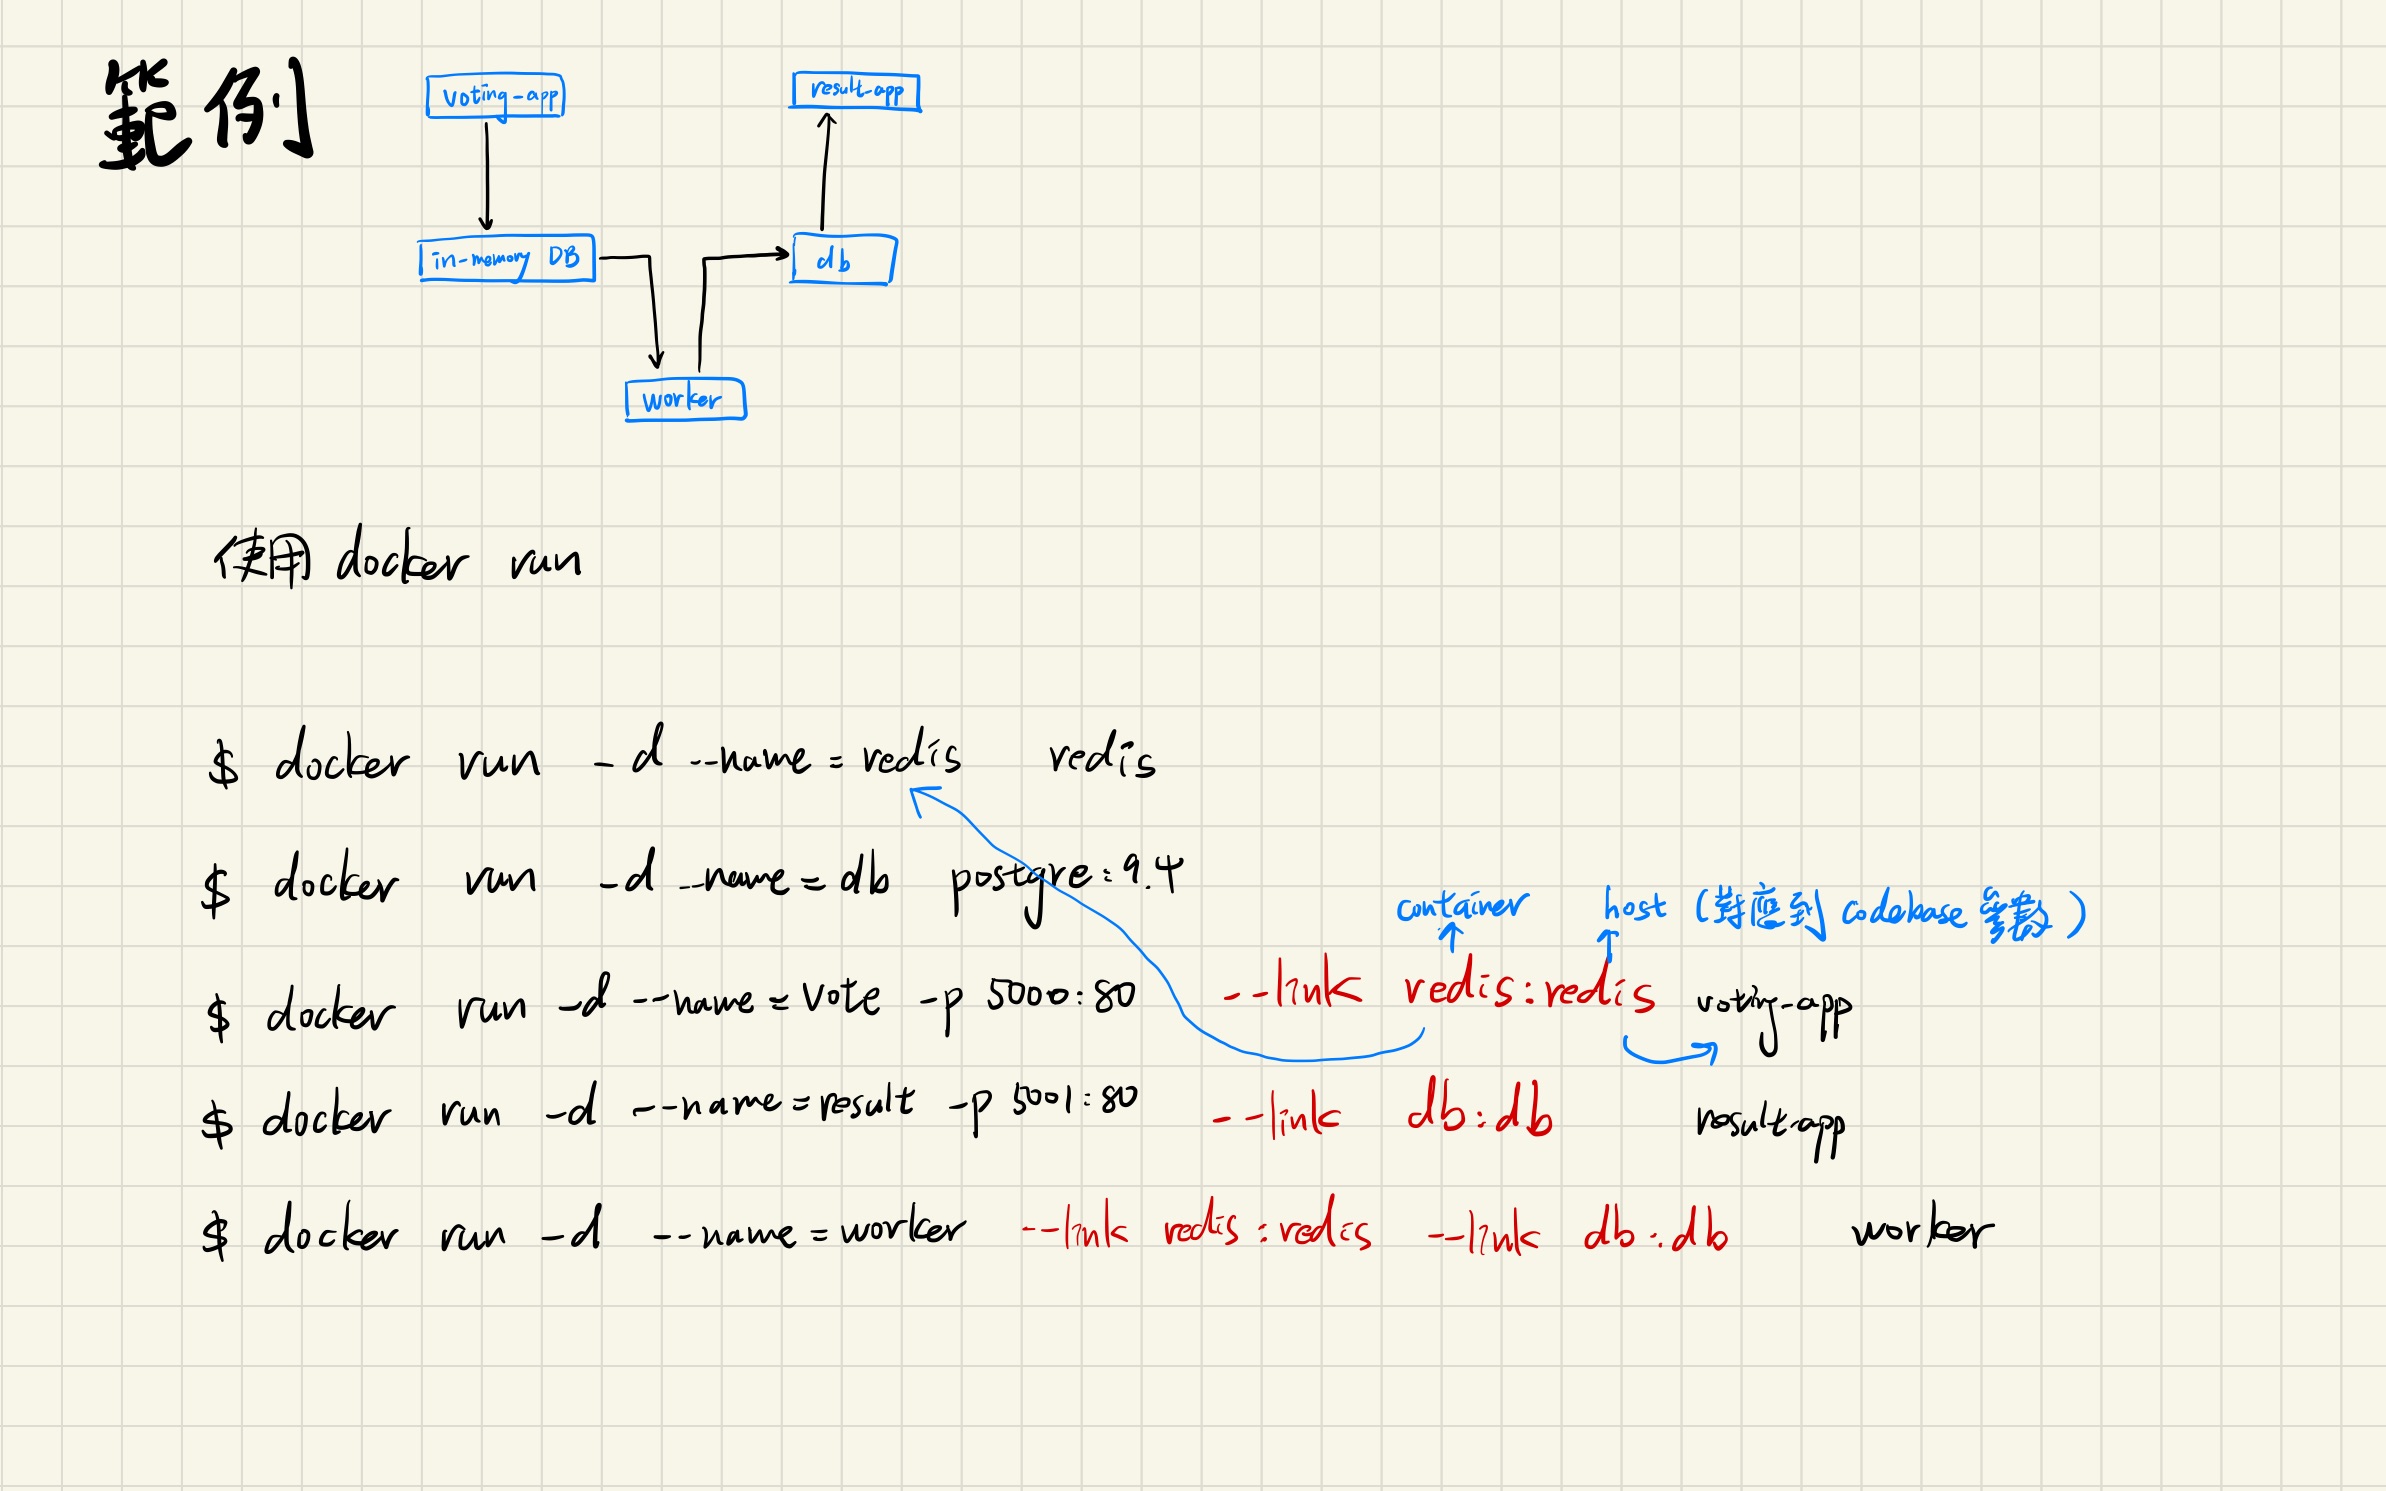 範例
voting-app
result-app
in-memory DB
db
worker
使用 docker run
$ docker run -d --name=redis redis
$ docker run -d --name=db postgre:9.4
container host (對應到 codebase 參數)
$ docker run -d --name=vote -p 5000:80 --link redis:redis voting-app
$ docker run -d --name=result -p 5001:80 --link db:db result-app
$ docker run -d --name=worker --link redis:redis --link db:db worker